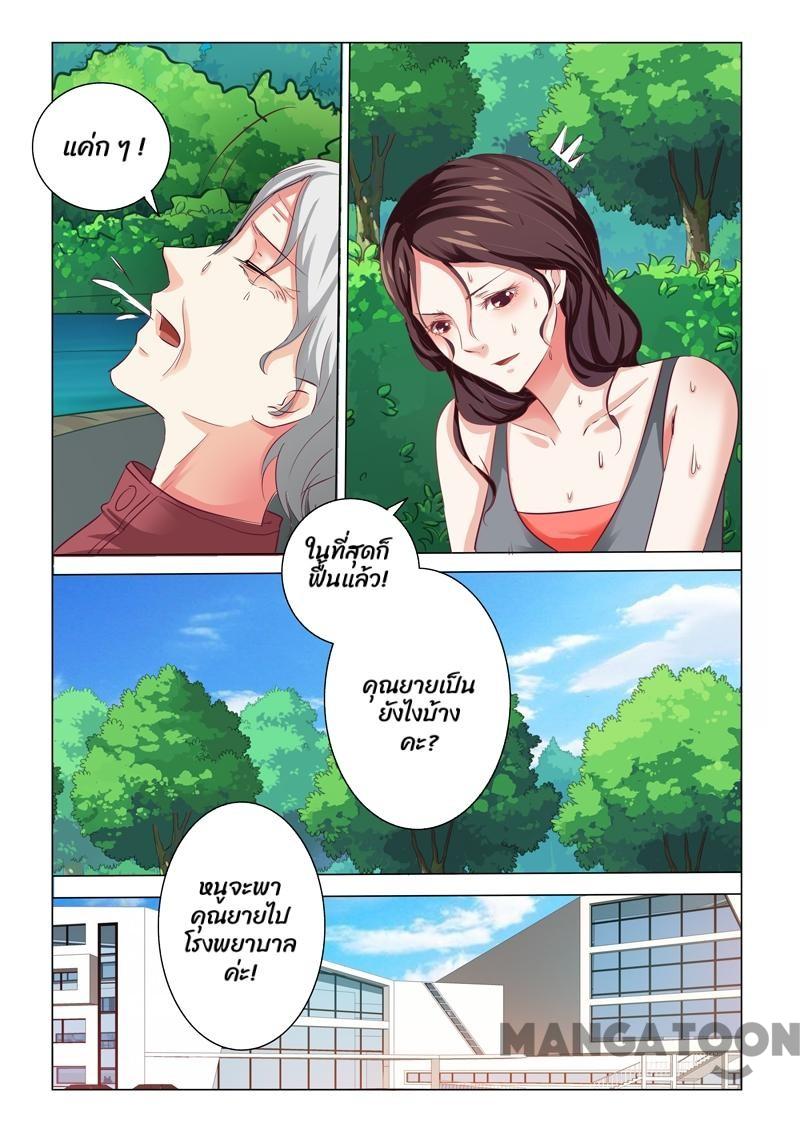 แค่ก ๆ !
ในที่สุดก็
ฟื้นแล้ว!
คุณยายเป็น
ยังไงบ้าง
คะ?
หนูจะพา
คุณยายไป
โรงพยาบาล
ค่ะ!
MANGATOON